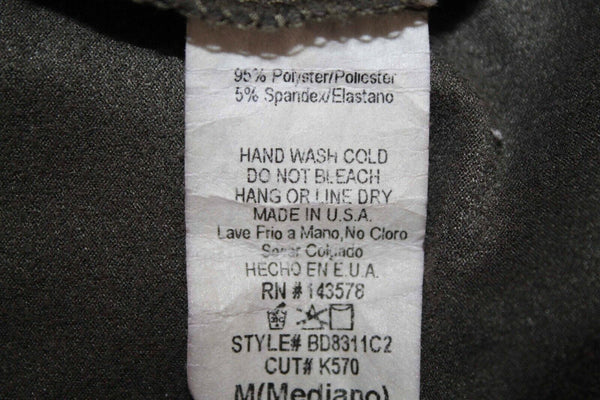 95% Polyster/Poliester
5% Spandex/Elastano
HAND WASH COLD
DO NOT BLEACH
HANG OR LINE DRY
MADE IN U.S.A.
Lave Frio a Mano, No Cloro
Secar Colgado
HECHO EN E.U.A.
RN # 143578
STYLE# BD8311C2
CUT# K570
M(Mediano)